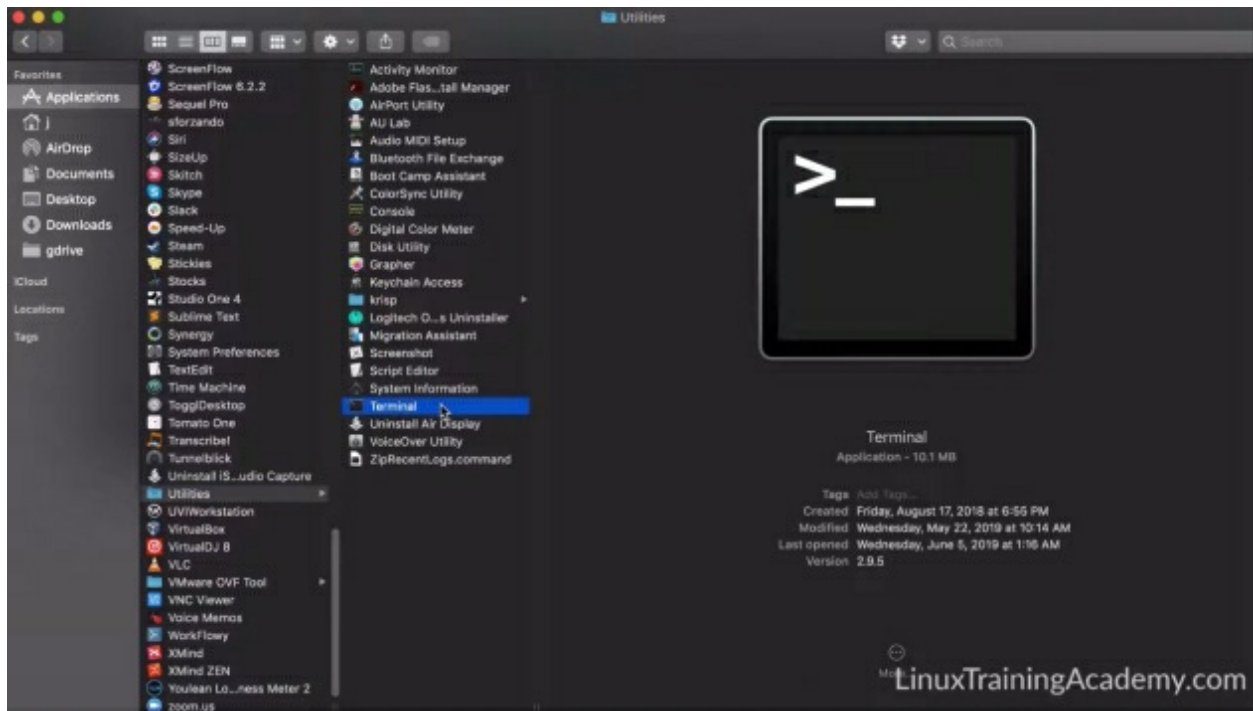 Utilities
Search
Favorites
Applications
j
AirDrop
Documents
Desktop
Downloads
gdrive
iCloud
Locations
Tags
ScreenFlow
ScreenFlow 6.2.2
Sequel Pro
sforzando
Siri
SizeUp
Skitch
Skype
Slack
Speed-Up
Steam
Stickies
Stocks
Studio One 4
Sublime Text
Synergy
System Preferences
TextEdit
Time Machine
TogglDesktop
Tomato One
Transcribe!
Tunnelblick
Uninstall iS...udio Capture
Utilities
UVIWorkstation
VirtualBox
VirtualDJ 8
VLC
VMware OVF Tool
VNC Viewer
Voice Memos
WorkFlowy
XMind
XMind ZEN
Youlean Lo...ness Meter 2
zoom.us
Activity Monitor
Adobe Flas...tall Manager
AirPort Utility
AU Lab
Audio MIDI Setup
Bluetooth File Exchange
Boot Camp Assistant
ColorSync Utility
Console
Digital Color Meter
Disk Utility
Grapher
Keychain Access
krisp
Logitech O...s Uninstaller
Migration Assistant
Screenshot
Script Editor
System Information
Terminal
Uninstall Air Display
VoiceOver Utility
ZipRecentLogs.command
>_
Terminal
Application - 10.1 MB
Tags Add Tags...
Created Friday, August 17, 2018 at 6:56 PM
Modified Wednesday, May 22, 2019 at 10:14 AM
Last opened Wednesday, June 5, 2019 at 1:16 AM
Version 2.9.5
LinuxTrainingAcademy.com